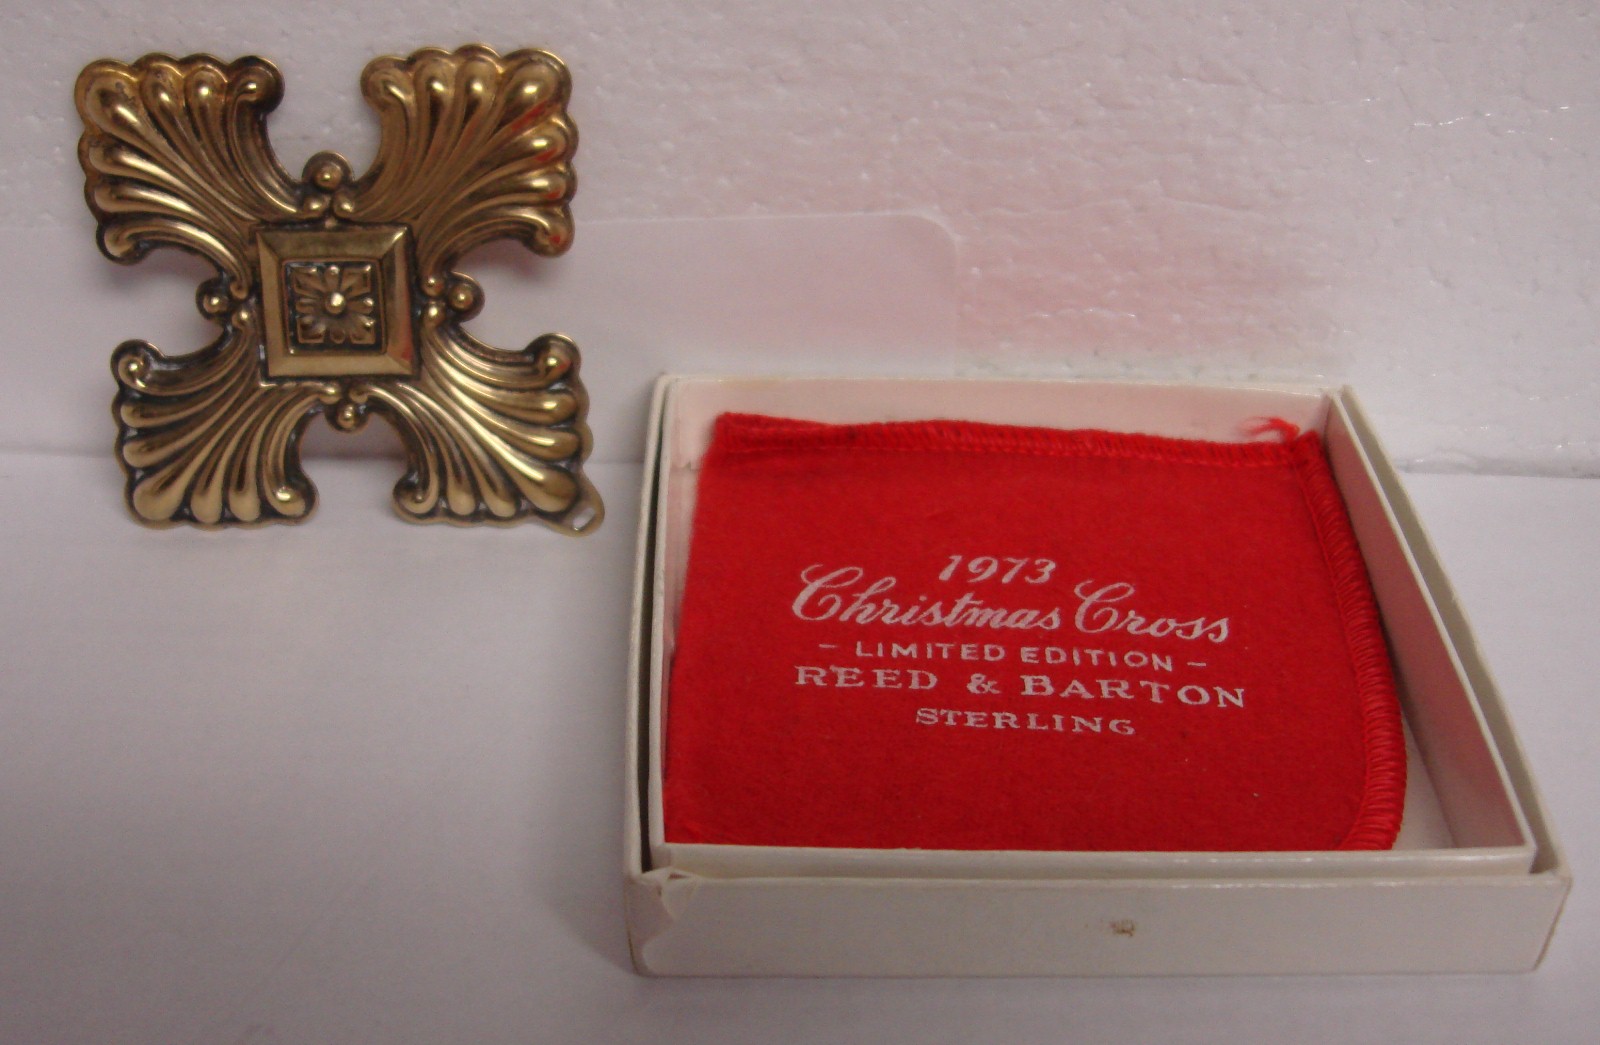 1973
Christmas Cross
- LIMITED EDITION -
REED & BARTON
STERLING